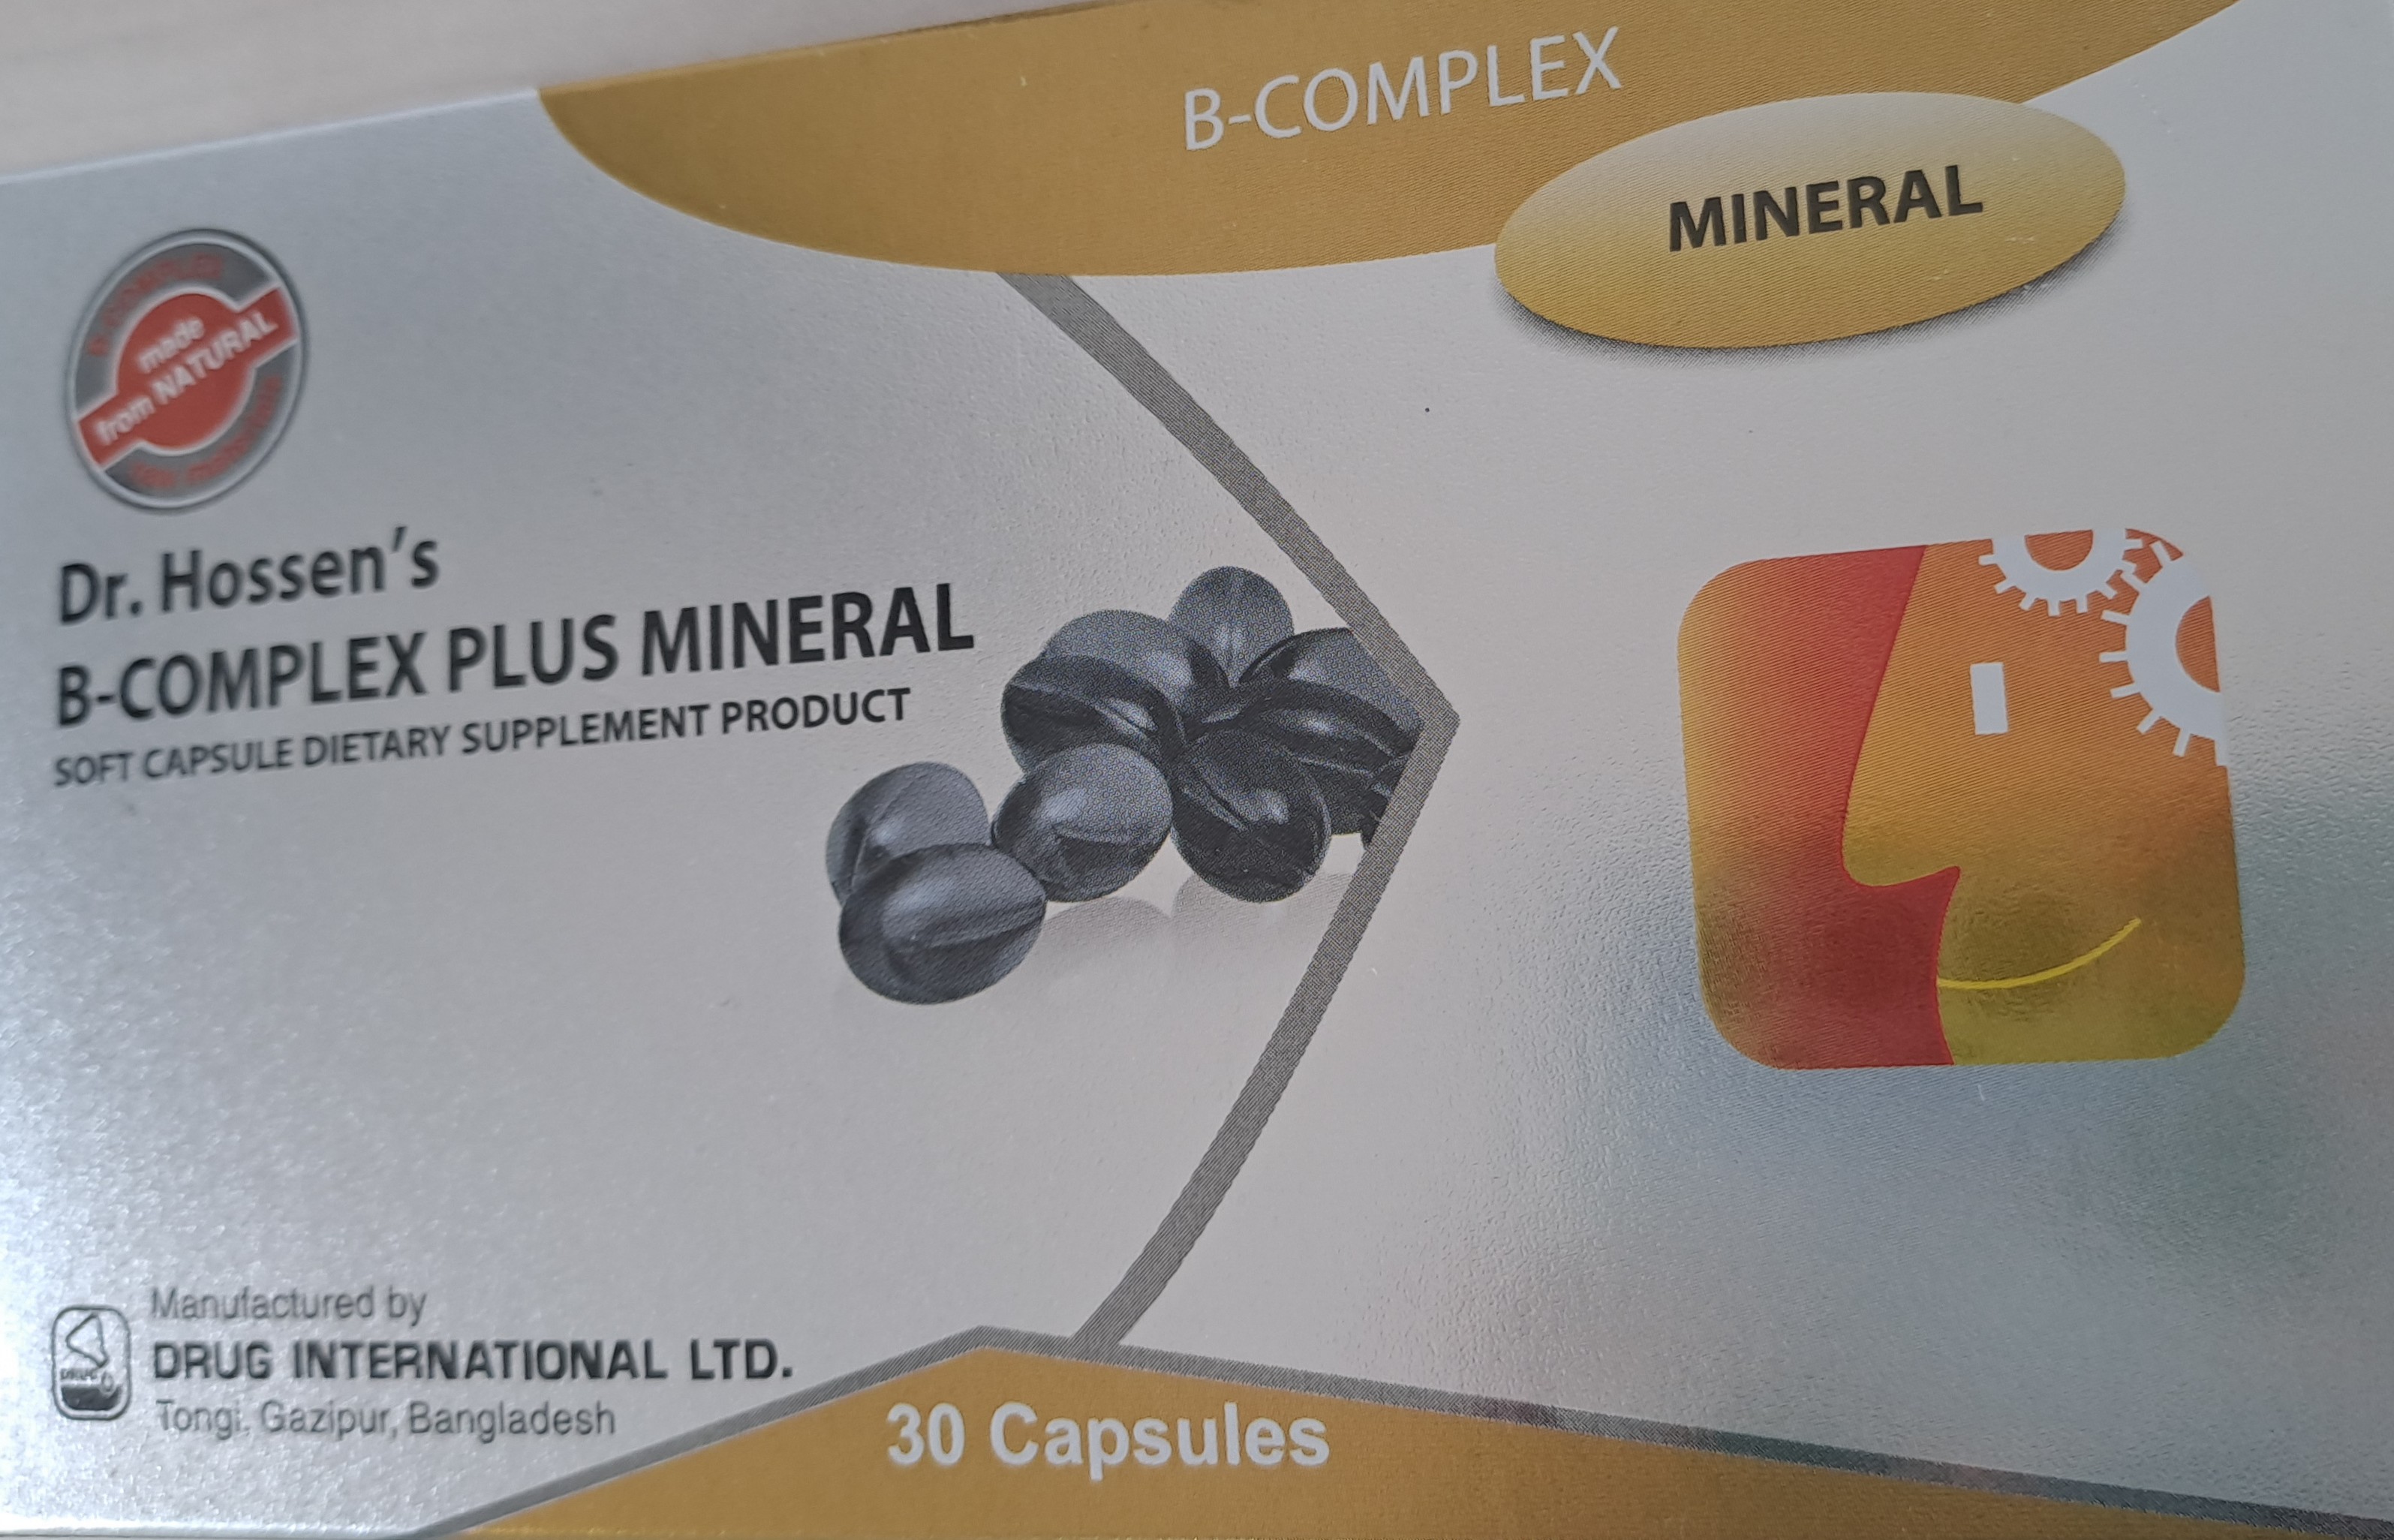 B-COMPLEX
MINERAL
B-COMPLEX
made
from NATURAL
Dr. Hossen's
B-COMPLEX PLUS MINERAL
SOFT CAPSULE DIETARY SUPPLEMENT PRODUCT
Manufactured by
DRUG INTERNATIONAL LTD.
Tongi, Gazipur, Bangladesh
30 Capsules